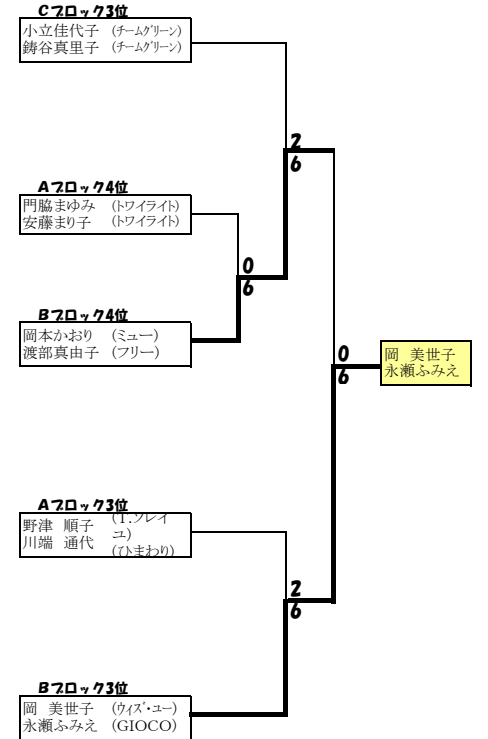 Cブロック3位
小立佳代子 (チームグリーン)
鋳谷真里子 (チームグリーン)
2
6
Aブロック4位
門脇まゆみ (トワイライト)
安藤まり子 (トワイライト)
0
6
Bブロック4位
岡本かおり (ミュー)
渡部真由子 (フリー)
0
6
岡 美世子
永瀬ふみえ
Aブロック3位
野津 順子 (T.ソレイユ)
川端 通代 (ひまわり)
2
6
Bブロック3位
岡 美世子 (ウィズ・ユー)
永瀬ふみえ (GIOCO)